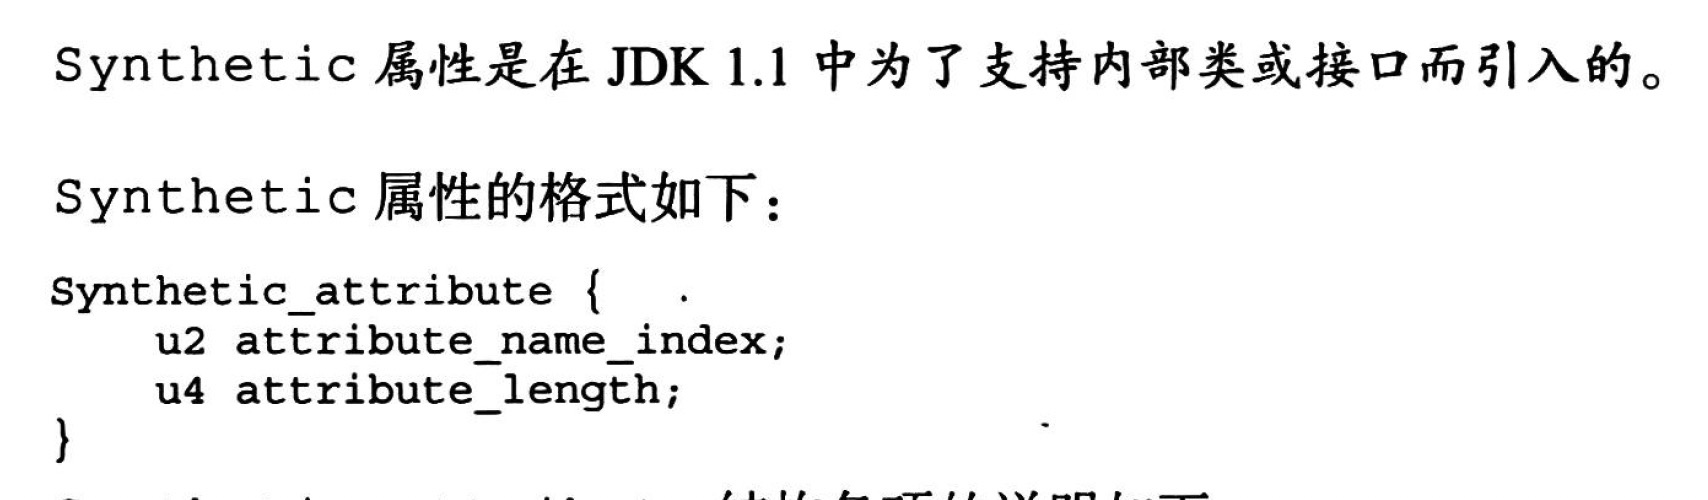 Synthetic 属性是在 JDK 1.1 中为了支持内部类或接口而引入的。
Synthetic 属性的格式如下：
Synthetic_attribute {
    u2 attribute_name_index;
    u4 attribute_length;
}